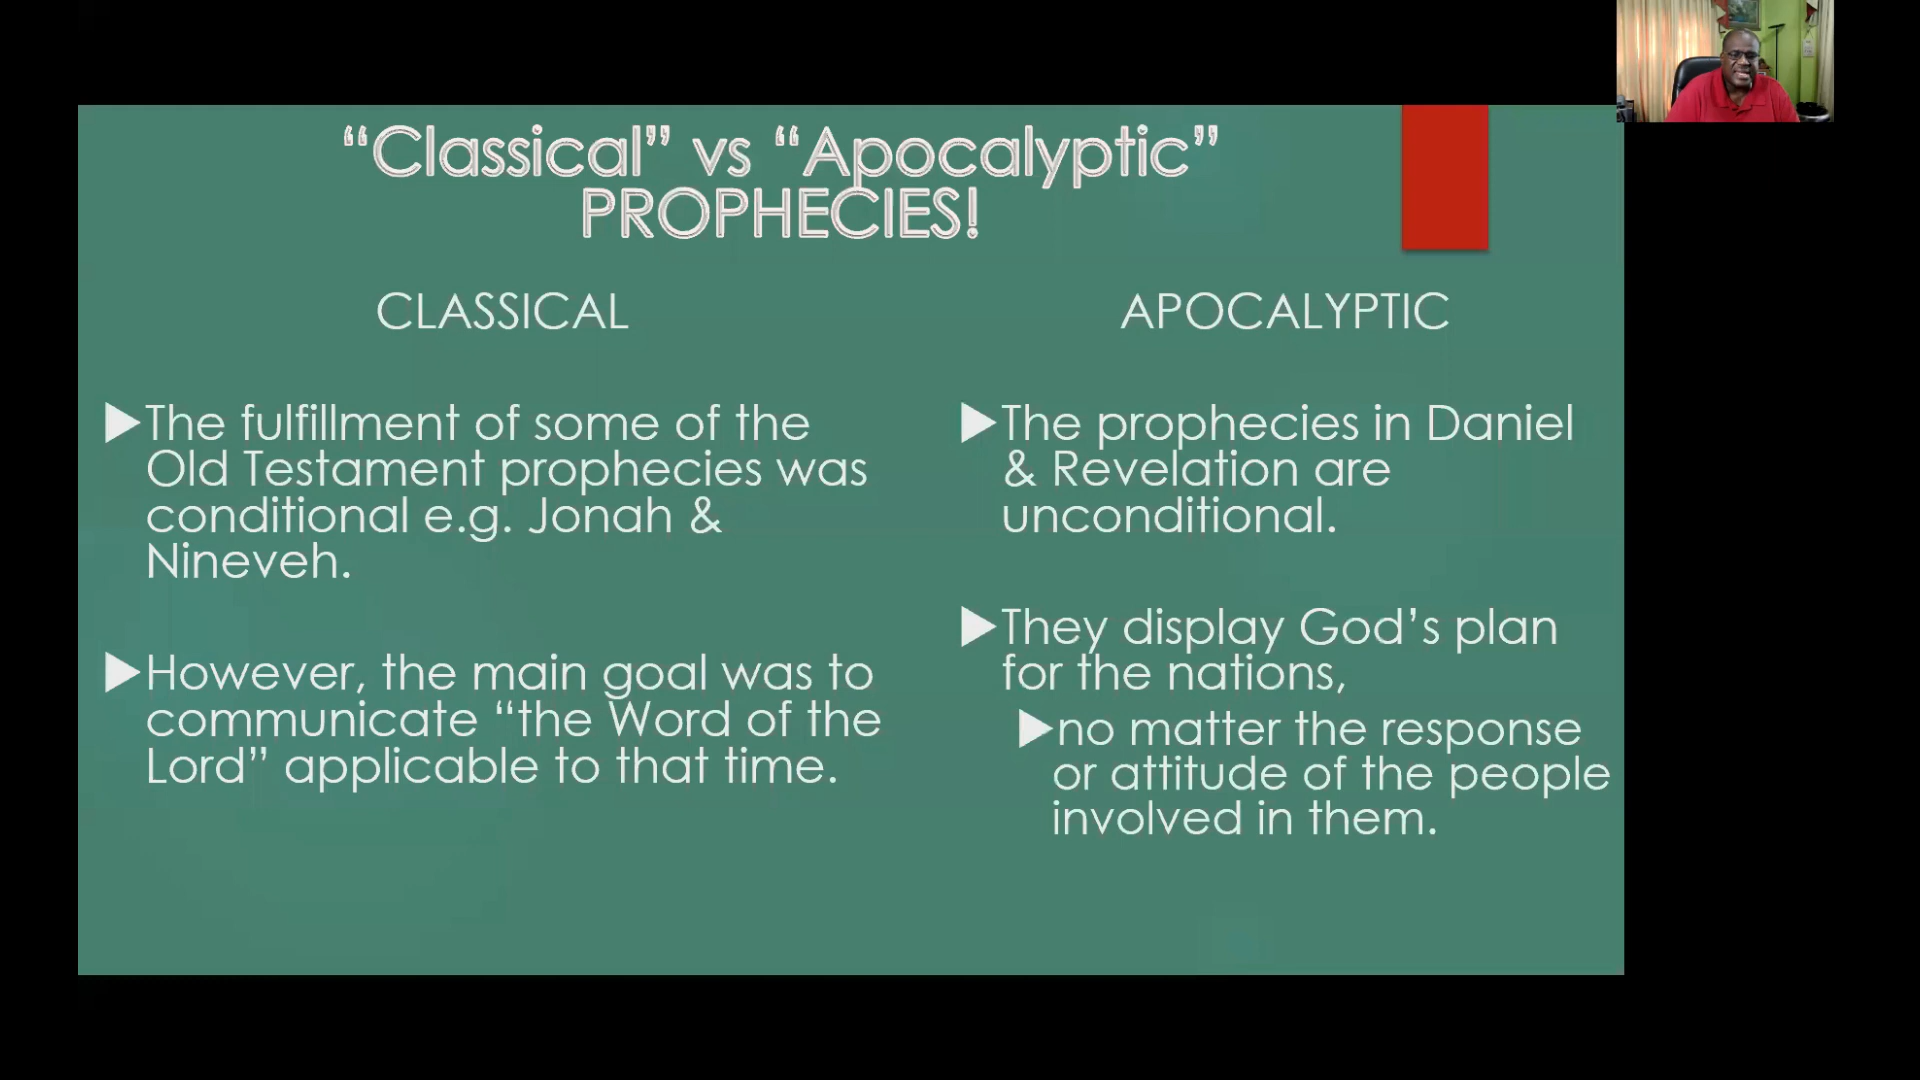 “Classical” vs “Apocalyptic”
PROPHECIES!
CLASSICAL
The fulfillment of some of the
Old Testament prophecies was
conditional e.g. Jonah &
Nineveh.
However, the main goal was to
communicate “the Word of the
Lord” applicable to that time.
APOCALYPTIC
The prophecies in Daniel
& Revelation are
unconditional.
They display God’s plan
for the nations,
no matter the response
or attitude of the people
involved in them.